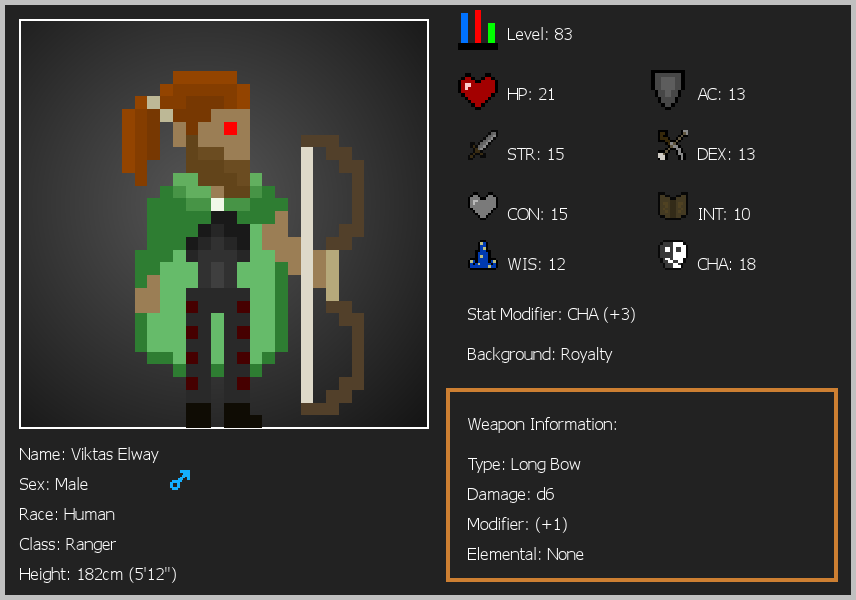 Level: 83
HP: 21
AC: 13
STR: 15
DEX: 13
CON: 15
INT: 10
WIS: 12
CHA: 18
Stat Modifier: CHA (+3)
Background: Royalty
Weapon Information:
Type: Long Bow
Damage: d6
Modifier: (+1)
Elemental: None
Name: Viktas Elway
Sex: Male
Race: Human
Class: Ranger
Height: 182cm (5'12")